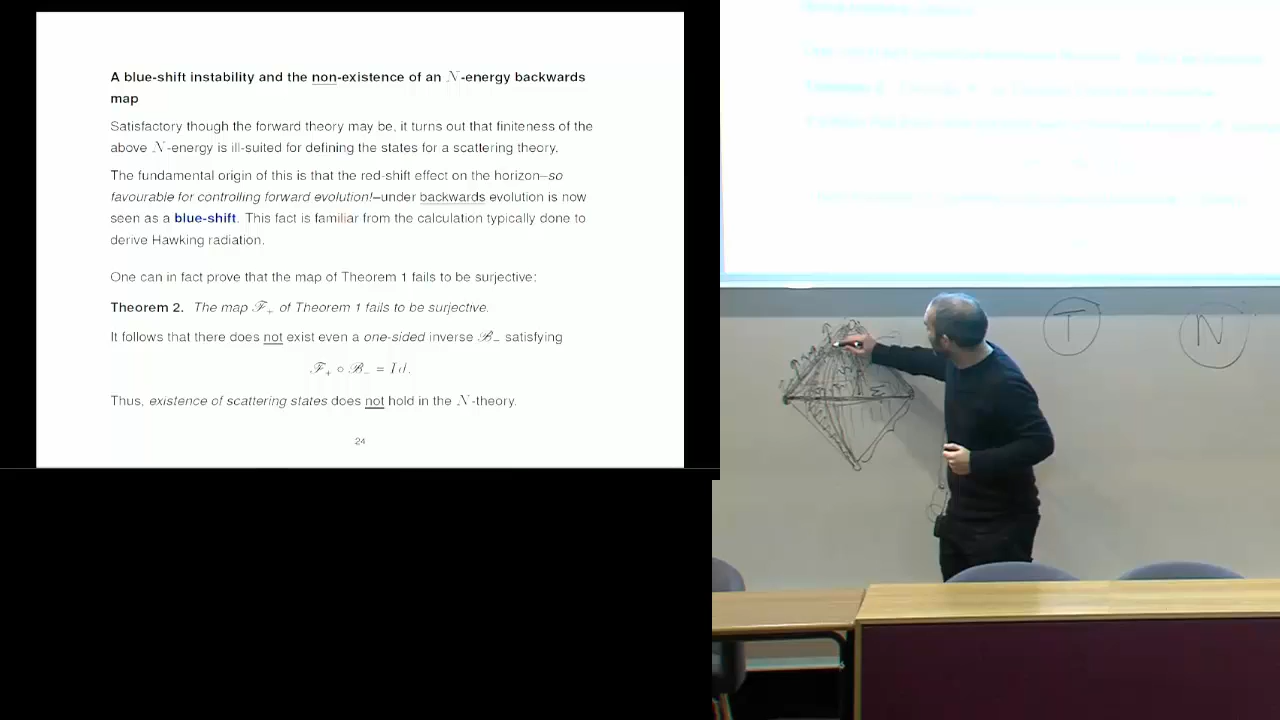 A blue-shift instability and the non-existence of an N-energy backwards
map
Satisfactory though the forward theory may be, it turns out that finiteness of the
above N-energy is ill-suited for defining the states for a scattering theory.
The fundamental origin of this is that the red-shift effect on the horizon–so
favourable for controlling forward evolution!–under backwards evolution is now
seen as a blue-shift. This fact is familiar from the calculation typically done to
derive Hawking radiation.
One can in fact prove that the map of Theorem 1 fails to be surjective:
Theorem 2. The map ℱ₊ of Theorem 1 fails to be surjective.
It follows that there does not exist even a one-sided inverse ℬ₋ satisfying
ℱ₊ ∘ ℬ₋ = Id.
Thus, existence of scattering states does not hold in the N-theory.
24
T
N